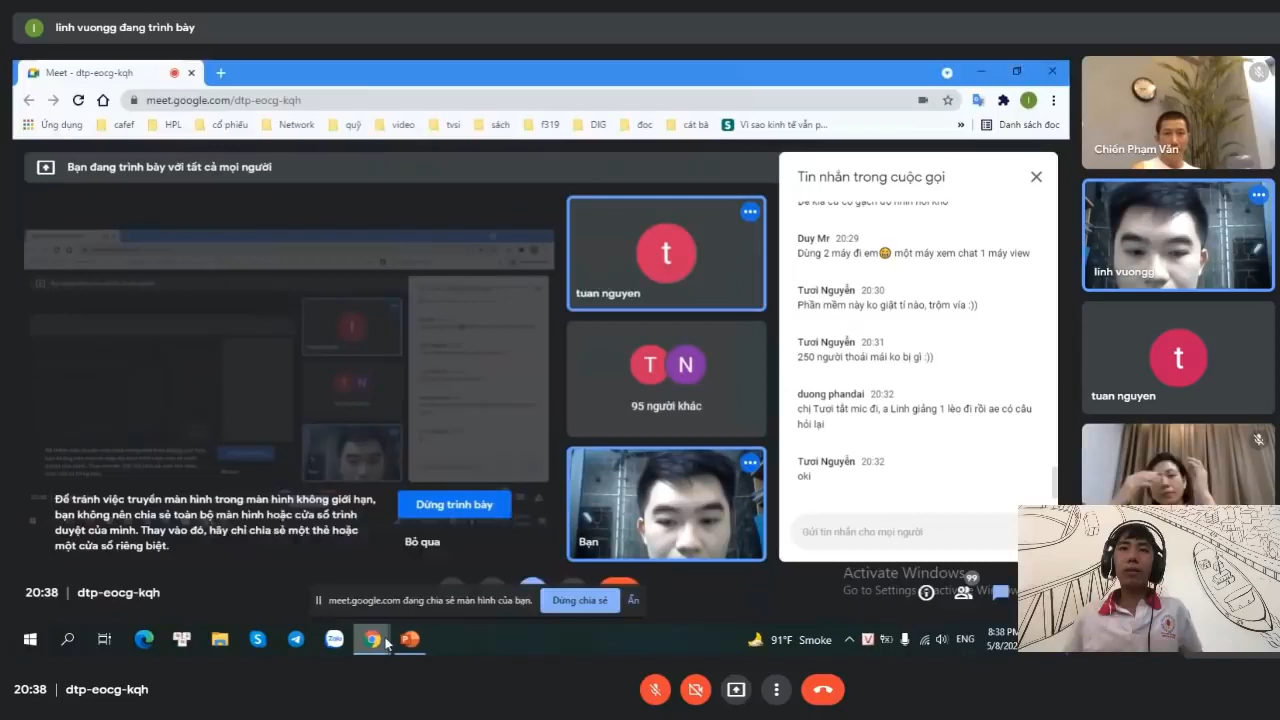 linh vuongg đang trình bày
Meet - dtp-eocg-kqh
meet.google.com/dtp-eocg-kqh
Ứng dụng cafef HPL cổ phiếu Network quỹ video tvsi sách f319 DIG đọc cát bà Vì sao kinh tế vẫn p... » Danh sách đọc
Bạn đang trình bày với tất cả mọi người
Tin nhắn trong cuộc gọi
Duy Mr 20:29
Dùng 2 máy đi em😄 một máy xem chat 1 máy view
Tươi Nguyễn 20:30
Phần mềm này ko giật tí nào, trộm vía :))
Tươi Nguyễn 20:31
250 người thoải mái ko bị gì :))
duong phandai 20:32
chị Tươi tắt mic đi, a Linh giảng 1 lèo đi rồi ae có câu
hỏi lại
Tươi Nguyễn 20:32
oki
Gửi tin nhắn cho mọi người
t
tuan nguyen
T N
95 người khác
Bạn
Để tránh việc truyền màn hình trong màn hình không giới hạn,
bạn không nên chia sẻ toàn bộ màn hình hoặc cửa sổ trình
duyệt của mình. Thay vào đó, hãy chỉ chia sẻ một thẻ hoặc
một cửa sổ riêng biệt.
Dừng trình bày
Bỏ qua
20:38 | dtp-eocg-kqh
meet.google.com đang chia sẻ màn hình của bạn.
Dừng chia sẻ
Ẩn
Activate Windows
Go to Settings
99
Zalo
91°F Smoke
ENG
8:38 PM
Chiến Phạm Văn
linh vuongg
t
tuan nguyen
20:38 | dtp-eocg-kqh